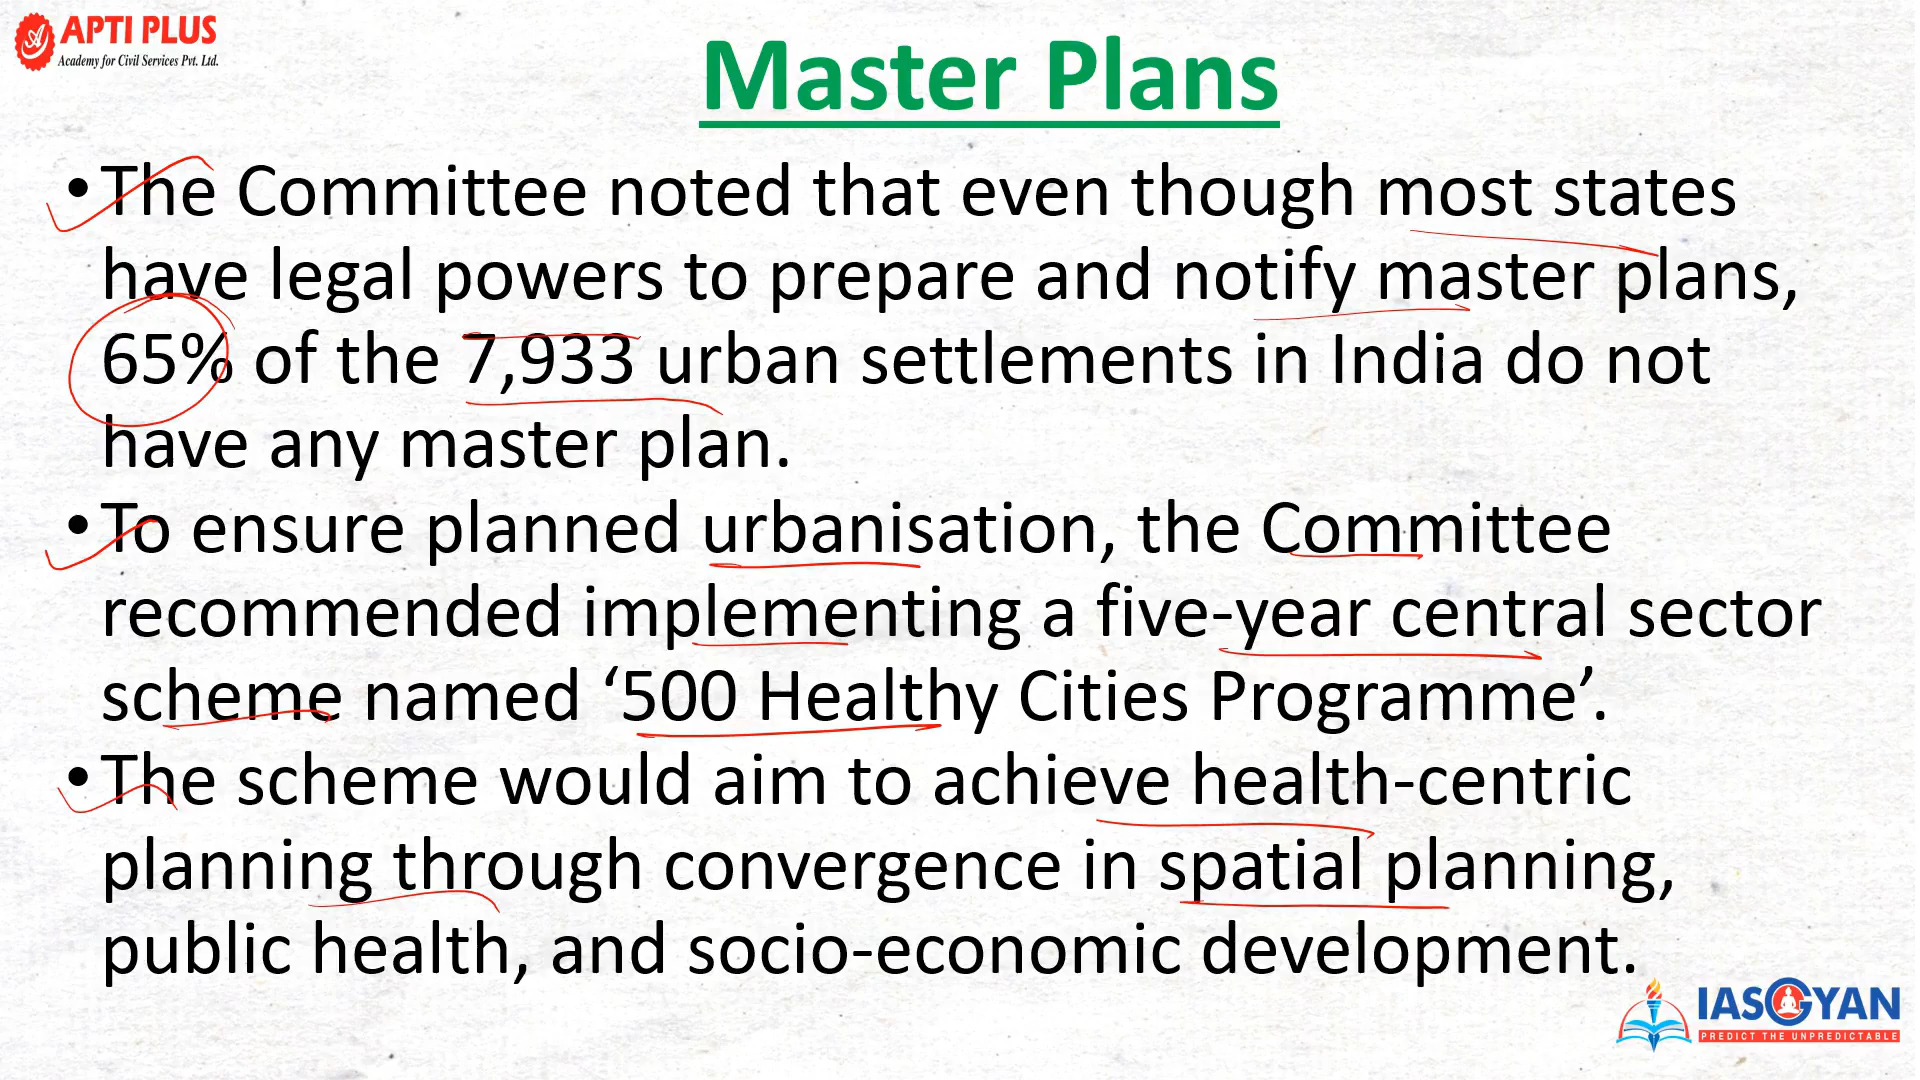 APTI PLUS
Academy for Civil Services Pvt. Ltd.
Master Plans
• The Committee noted that even though most states
have legal powers to prepare and notify master plans,
65% of the 7,933 urban settlements in India do not
have any master plan.
• To ensure planned urbanisation, the Committee
recommended implementing a five-year central sector
scheme named ‘500 Healthy Cities Programme’.
• The scheme would aim to achieve health-centric
planning through convergence in spatial planning,
public health, and socio-economic development.
IASGYAN
PREDICT THE UNPREDICTABLE